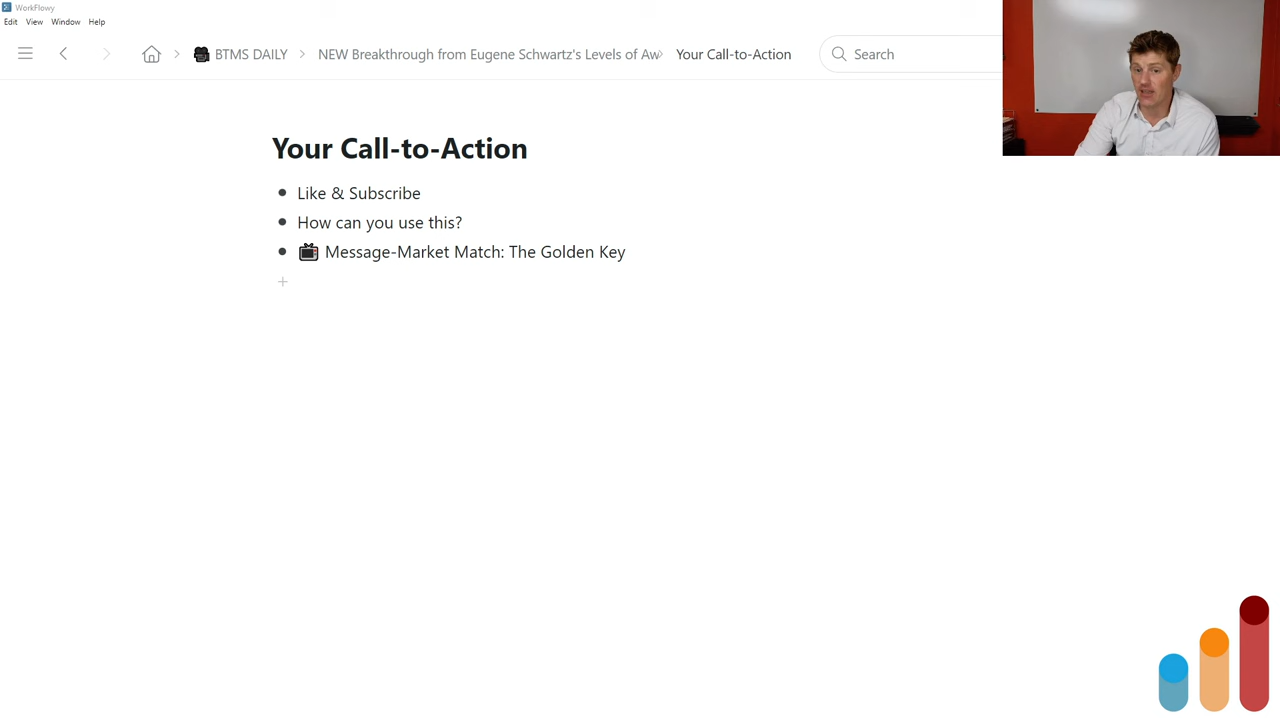 WorkFlowy
Edit View Window Help
BTMS DAILY NEW Breakthrough from Eugene Schwartz's Levels of Aw Your Call-to-Action Search
Your Call-to-Action
Like & Subscribe
How can you use this?
Message-Market Match: The Golden Key